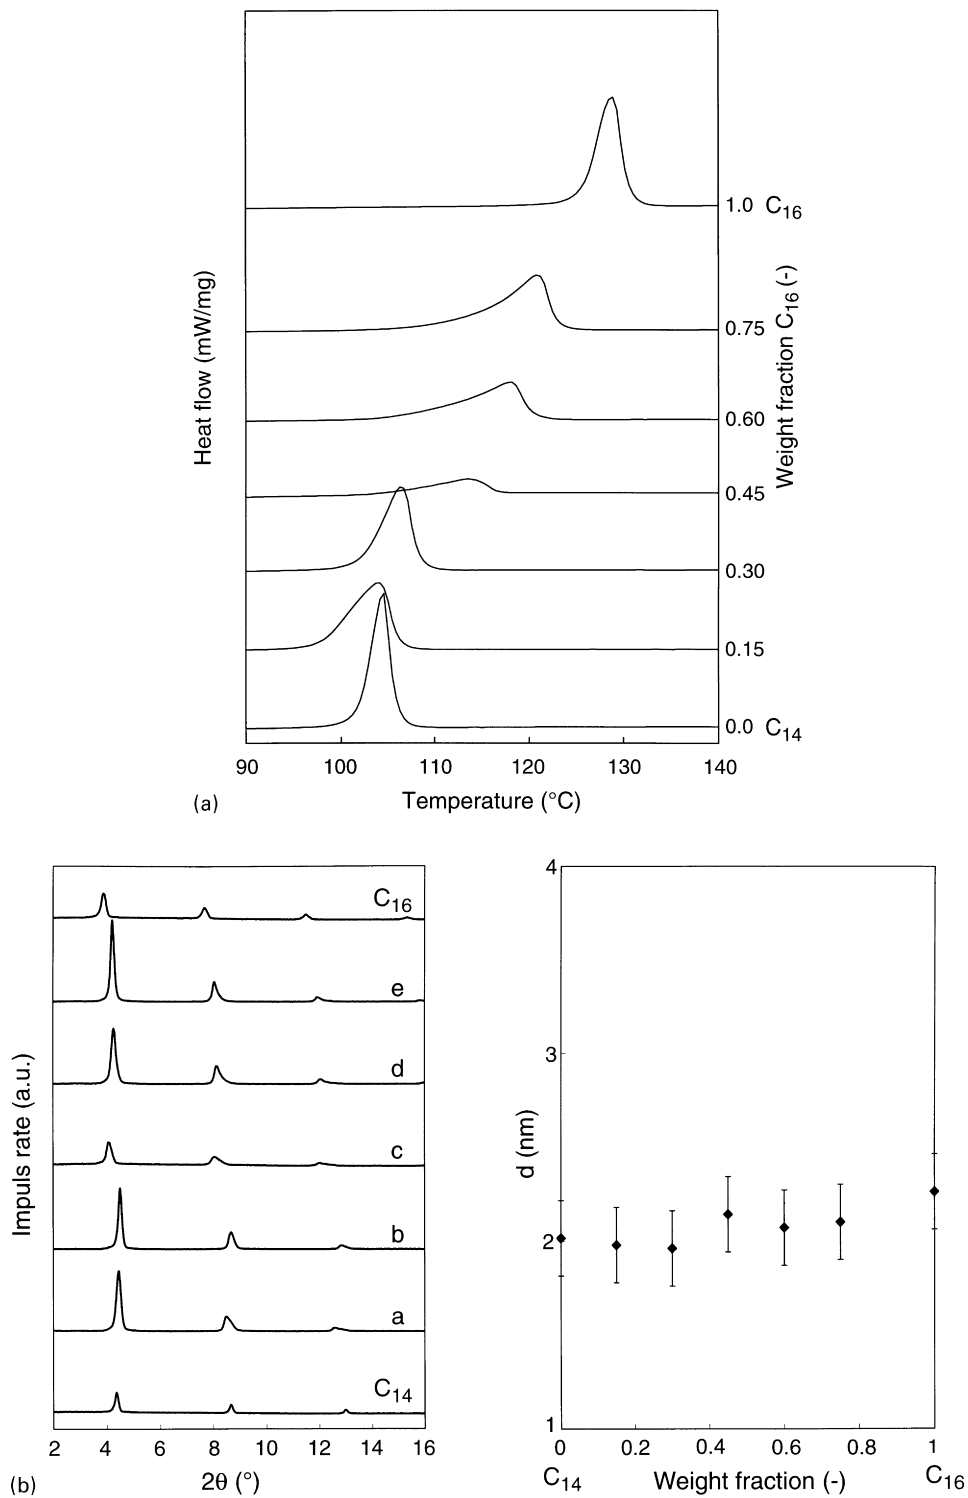 1.0 C16
0.75
0.60
0.45
0.30
0.15
0.0 C14
Heat flow (mW/mg)
Weight fraction C16 (-)
90 100 110 120 130 140
Temperature (°C)
(a)
C16
e
d
c
b
a
C14
Impuls rate (a.u.)
2 4 6 8 10 12 14 16
2θ (°)
(b)
4
3
2
1
d (nm)
0 0.2 0.4 0.6 0.8 1
C14 Weight fraction (-) C16